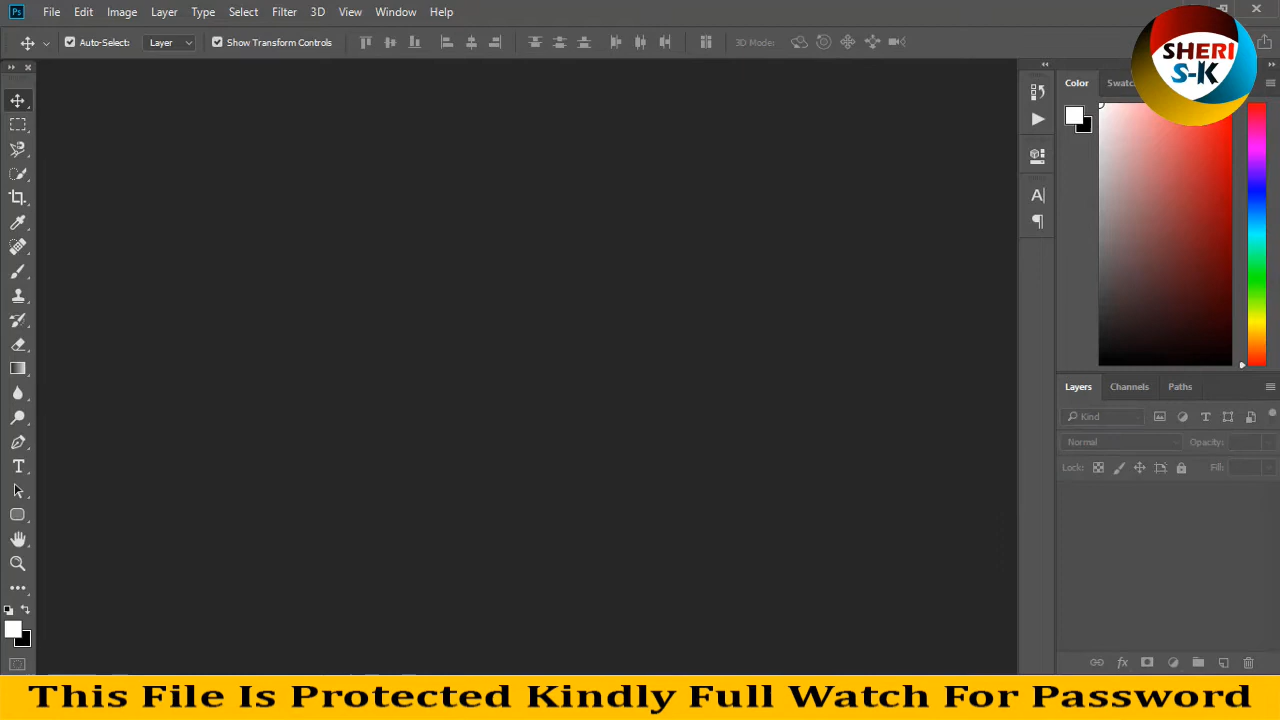 Ps File Edit Image Layer Type Select Filter 3D View Window Help
Auto-Select: Layer Show Transform Controls 3D Mode:
SHERI
S-K
Color Swatc
Layers Channels Paths
Kind
Normal Opacity:
Lock: Fill:
This File Is Protected Kindly Full Watch For Password